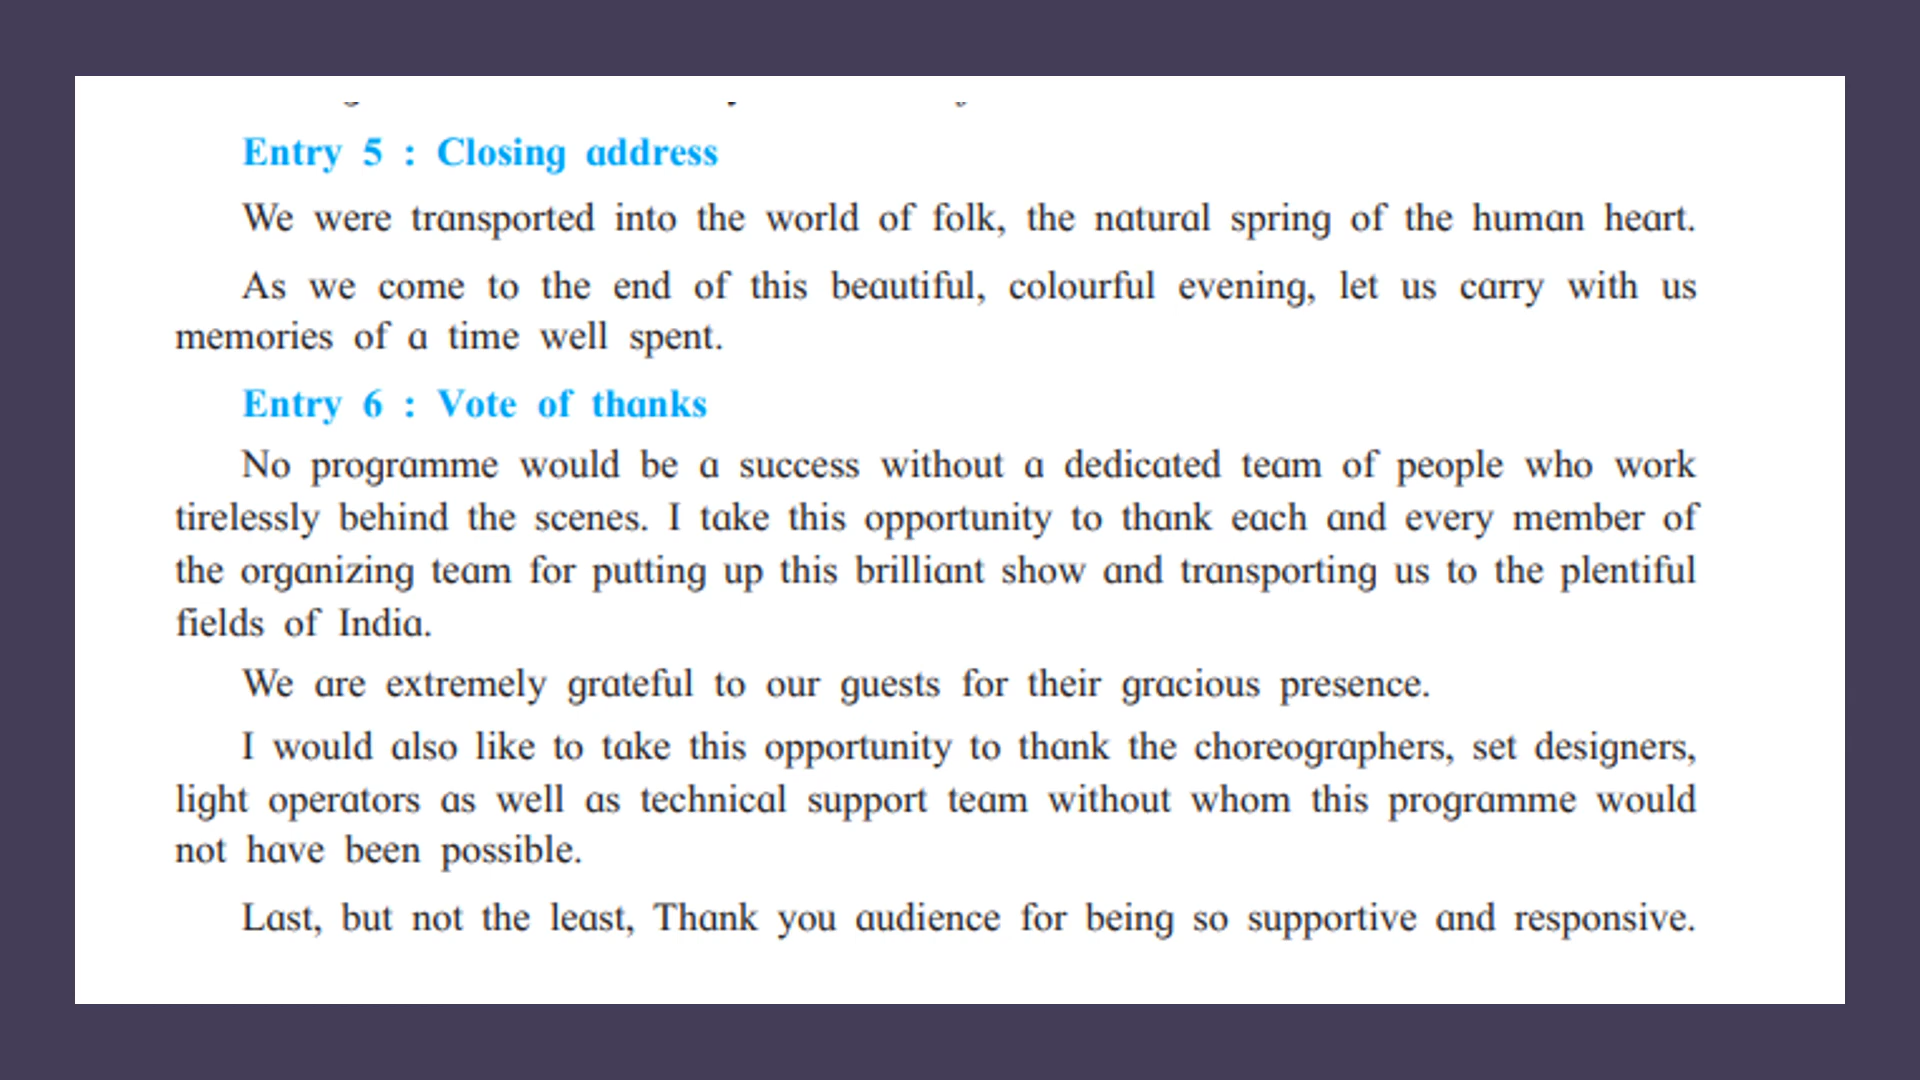 Entry 5 : Closing address
We were transported into the world of folk, the natural spring of the human heart.
As we come to the end of this beautiful, colourful evening, let us carry with us
memories of a time well spent.
Entry 6 : Vote of thanks
No programme would be a success without a dedicated team of people who work
tirelessly behind the scenes. I take this opportunity to thank each and every member of
the organizing team for putting up this brilliant show and transporting us to the plentiful
fields of India.
We are extremely grateful to our guests for their gracious presence.
I would also like to take this opportunity to thank the choreographers, set designers,
light operators as well as technical support team without whom this programme would
not have been possible.
Last, but not the least, Thank you audience for being so supportive and responsive.